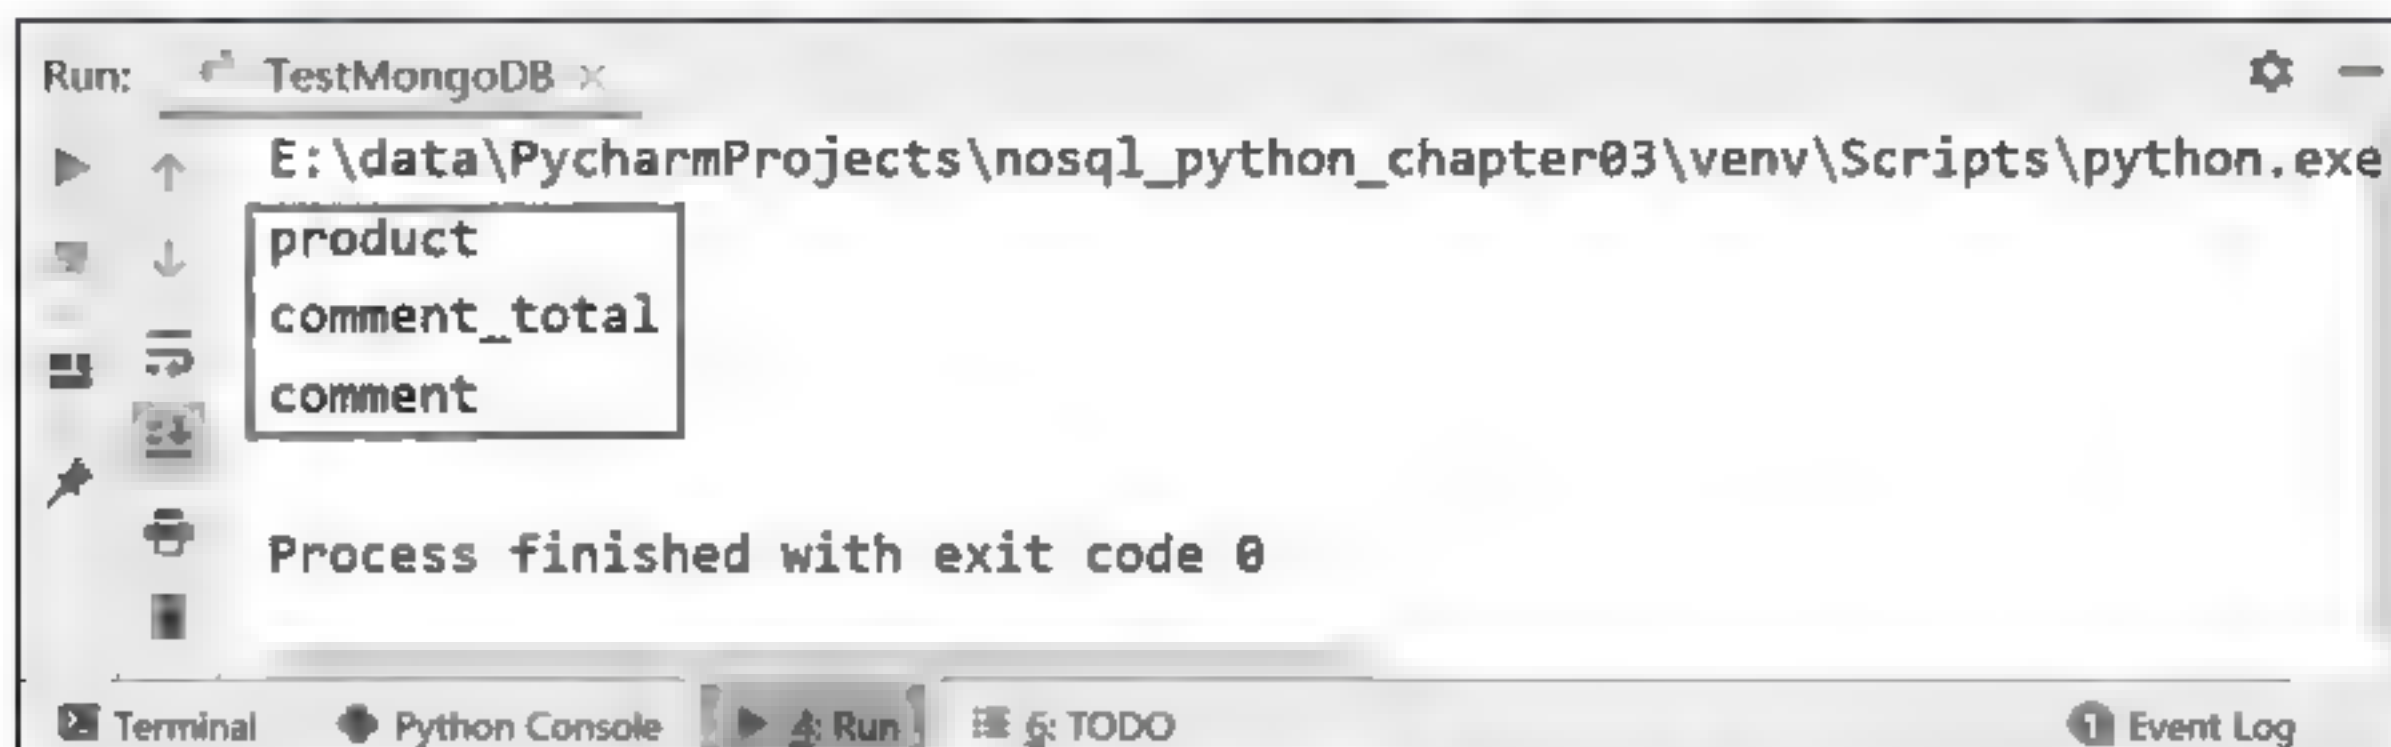 Run: TestMongoDB ×
E:\data\PycharmProjects\nosql_python_chapter03\venv\Scripts\python.exe
product
comment_total
comment
Process finished with exit code 0
Terminal Python Console 4: Run 6: TODO 1 Event Log